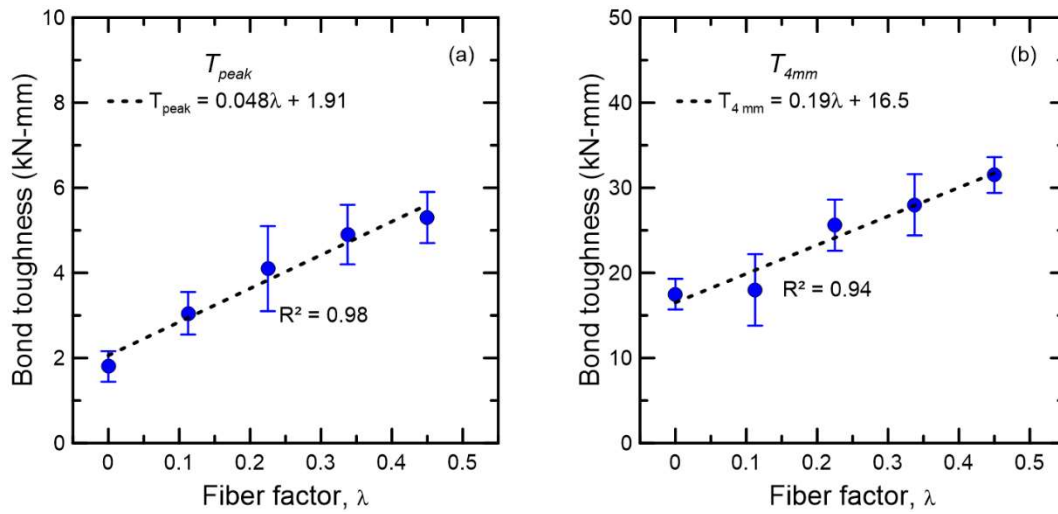 (a)
T_peak
T_peak = 0.048λ + 1.91
R² = 0.98
Bond toughness (kN-mm)
10
8
6
4
2
0
0 0.1 0.2 0.3 0.4 0.5
Fiber factor, λ
(b)
T_4mm
T_4 mm = 0.19λ + 16.5
R² = 0.94
Bond toughness (kN-mm)
50
40
30
20
10
0
0 0.1 0.2 0.3 0.4 0.5
Fiber factor, λ